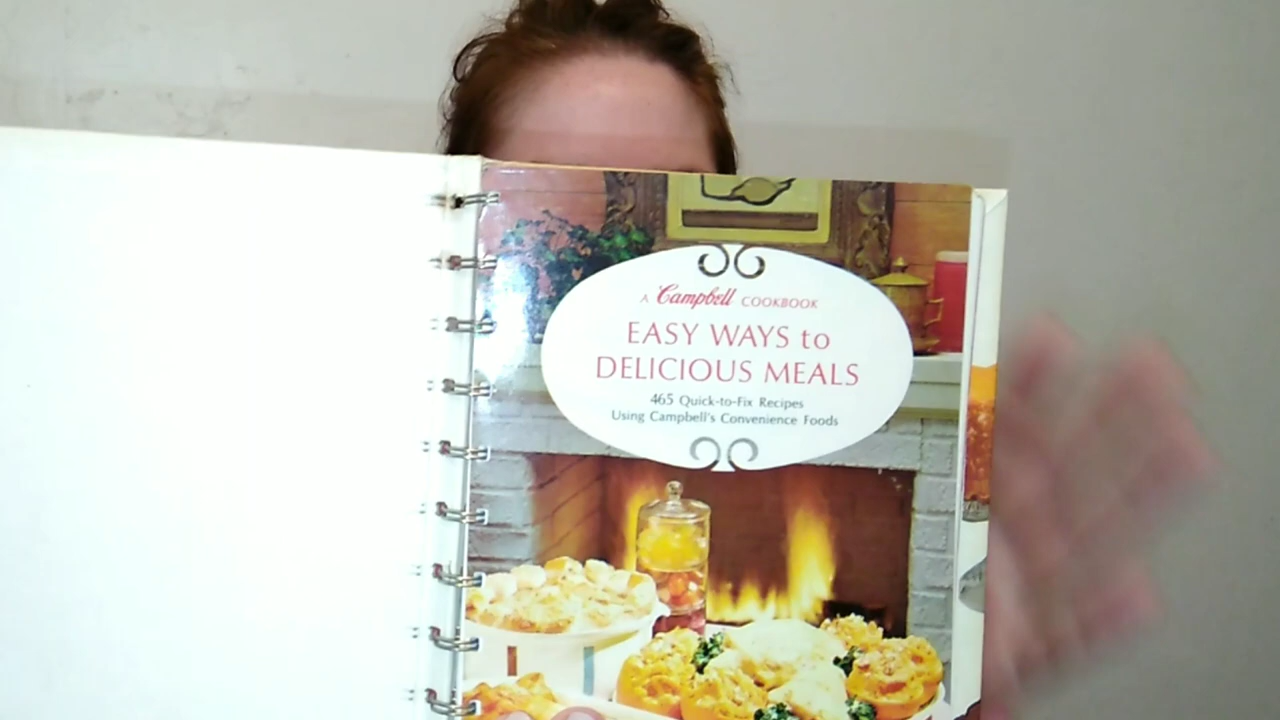 A Campbell COOKBOOK
EASY WAYS to
DELICIOUS MEALS
465 Quick-to-Fix Recipes
Using Campbell's Convenience Foods